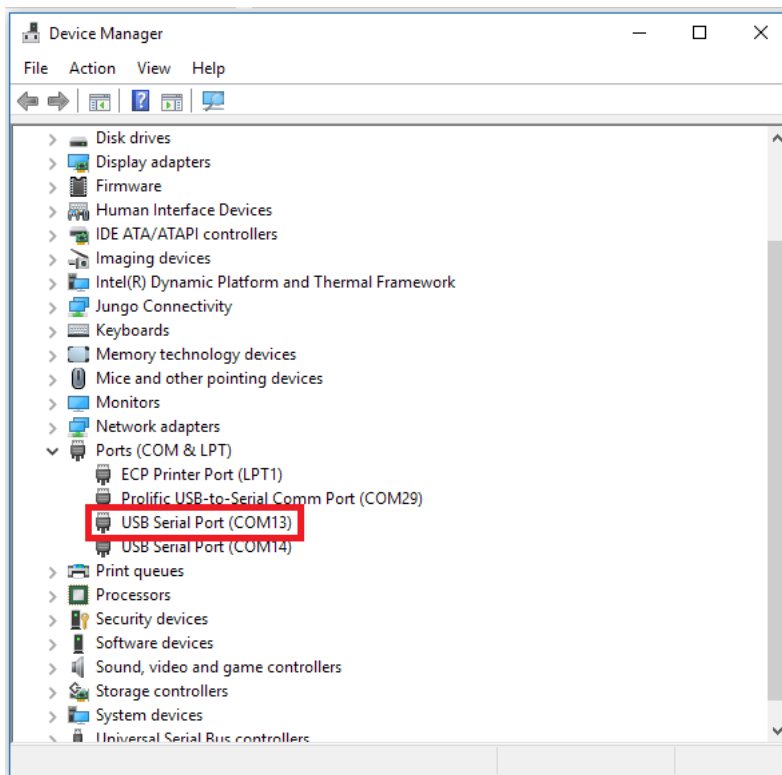 Device Manager
File Action View Help
Disk drives
Display adapters
Firmware
Human Interface Devices
IDE ATA/ATAPI controllers
Imaging devices
Intel(R) Dynamic Platform and Thermal Framework
Jungo Connectivity
Keyboards
Memory technology devices
Mice and other pointing devices
Monitors
Network adapters
Ports (COM & LPT)
ECP Printer Port (LPT1)
Prolific USB-to-Serial Comm Port (COM29)
USB Serial Port (COM13)
USB Serial Port (COM14)
Print queues
Processors
Security devices
Software devices
Sound, video and game controllers
Storage controllers
System devices
Universal Serial Bus controllers